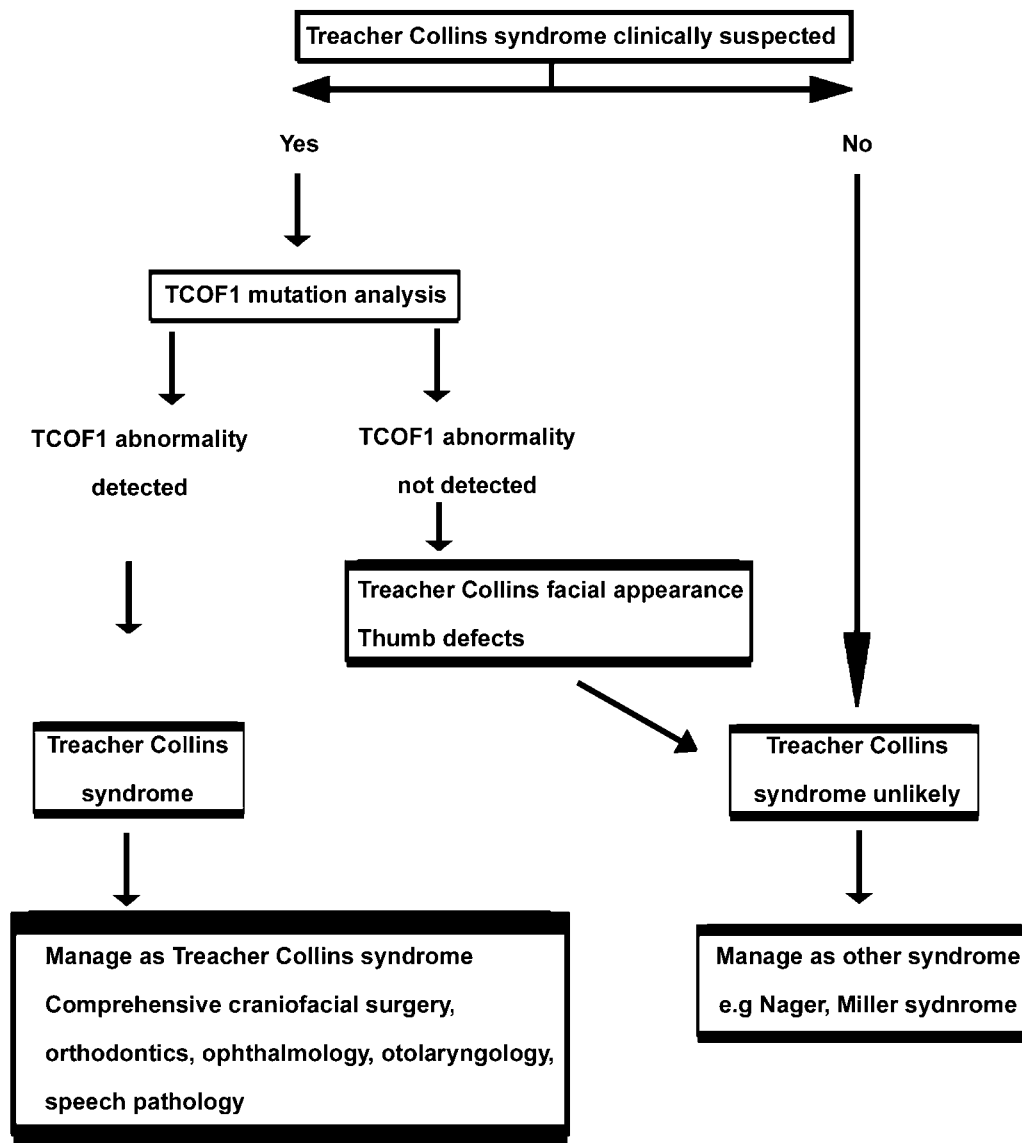 Treacher Collins syndrome clinically suspected
Yes
No
TCOF1 mutation analysis
TCOF1 abnormality
detected
TCOF1 abnormality
not detected
Treacher Collins facial appearance
Thumb defects
Treacher Collins
syndrome
Treacher Collins
syndrome unlikely
Manage as Treacher Collins syndrome
Comprehensive craniofacial surgery,
orthodontics, ophthalmology, otolaryngology,
speech pathology
Manage as other syndrome
e.g Nager, Miller sydnrome